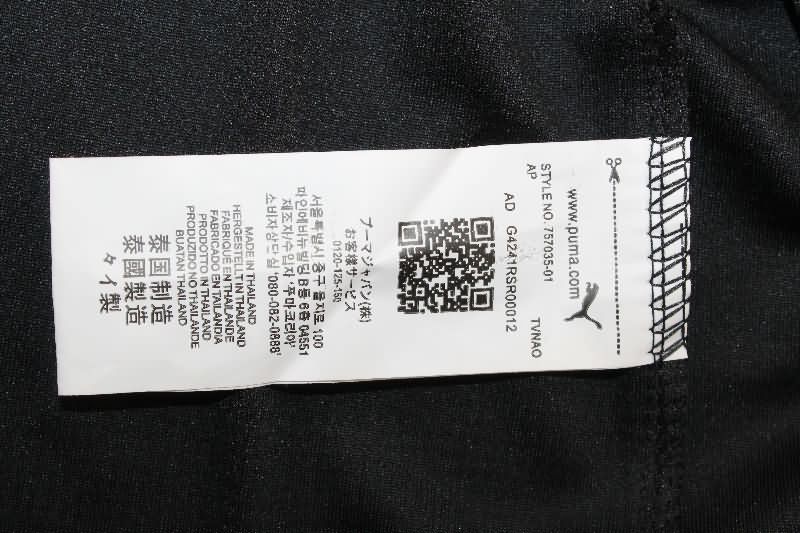 www.puma.com
STYLE NO. 757035-01 TVNAO
AP
AD G4241RSR00012
プーマジャパン(株)
お客様サービス
0120-125-150
서울특별시 중구 을지로 100
파인에비뉴빌딩 B동 6층 04551
제조자/수입자 '푸마코리아'
소비자상담실 '080-082-0888'
MADE IN THAILAND
HERGESTELLT IN THAILAND
FABRIQUE EN THAILANDE
FABRICADO EN TAILANDIA
PRODOTTO IN THAILAND
PRODUZIDO NO THAILANDE
BUATAN THAILAND
泰国制造
泰國製造
タイ製